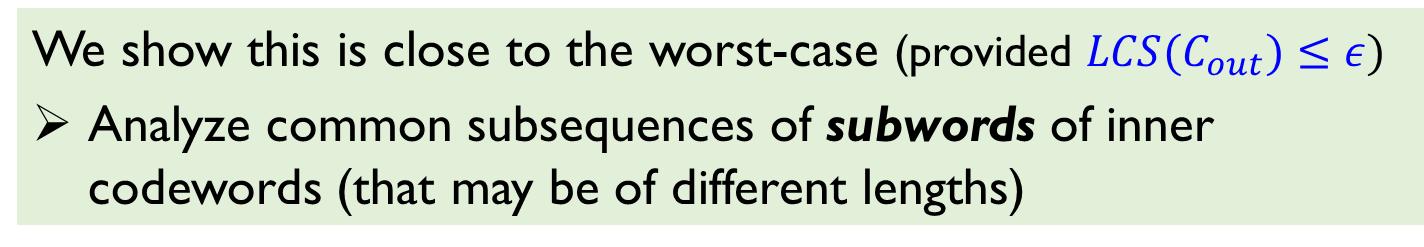 We show this is close to the worst-case (provided LCS(C_out) ≤ ϵ)
➢ Analyze common subsequences of subwords of inner
codewords (that may be of different lengths)